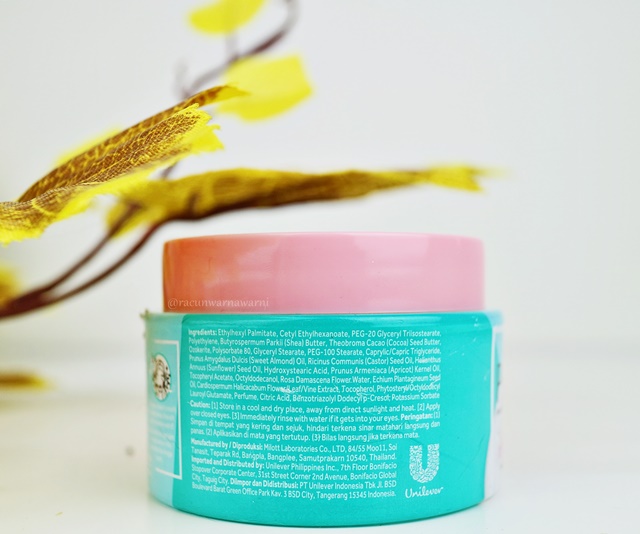 @racunwarnawarni
Ingredients: Ethylhexyl Palmitate, Cetyl Ethylhexanoate, PEG-20 Glyceryl Triisostearate,
Polyethylene, Butyrospermum Parkii (Shea) Butter, Theobroma Cacao (Cocoa) Seed Butter,
Ozokerite, Polysorbate 80, Glyceryl Stearate, PEG-100 Stearate, Caprylic/Capric Triglyceride,
Prunus Amygdalus Dulcis (Sweet Almond) Oil, Ricinus Communis (Castor) Seed Oil, Helianthus
Annuus (Sunflower) Seed Oil, Hydroxystearic Acid, Prunus Armeniaca (Apricot) Kernel Oil,
Tocopheryl Acetate, Octyldodecanol, Rosa Damascena Flower Water, Echium Plantagineum Seed
Oil, Cardiospermum Halicacabum Flower/Leaf/Vine Extract, Tocopherol,
Lauroyl Glutamate, Perfume, Citric Acid, Benzotriazolyl Dodecyl p-Cresol, Potassium Sorbate
Caution: [1] Store in a cool and dry place, away from direct sunlight and heat. [2] Apply
over closed eyes. [3] Immediately rinse with water if it gets into your eyes. Peringatan: [1]
Simpan di tempat yang kering dan sejuk, hindari terkena sinar matahari langsung dan
panas. [2] Aplikasikan di mata yang tertutup. [3] Bilas langsung jika terkena mata.
Manufactured by / Diproduksi: Milott Laboratories Co., LTD, 84/55 Moo11, Soi
Tanasit, Teparak Rd, Bangpla, Bangplee, Samutprakarn 10540, Thailand.
Imported and Distributed by: Unilever Philippines Inc., 7th Floor Bonifacio
Stopover Corporate Center, 31st Street Corner 2nd Avenue, Bonifacio Global
City, Taguig City. Diimpor dan Didistribusi: PT Unilever Indonesia Tbk Jl. BSD
Boulevard Barat Green Office Park Kav. 3 BSD City, Tangerang 15345 Indonesia.
Unilever